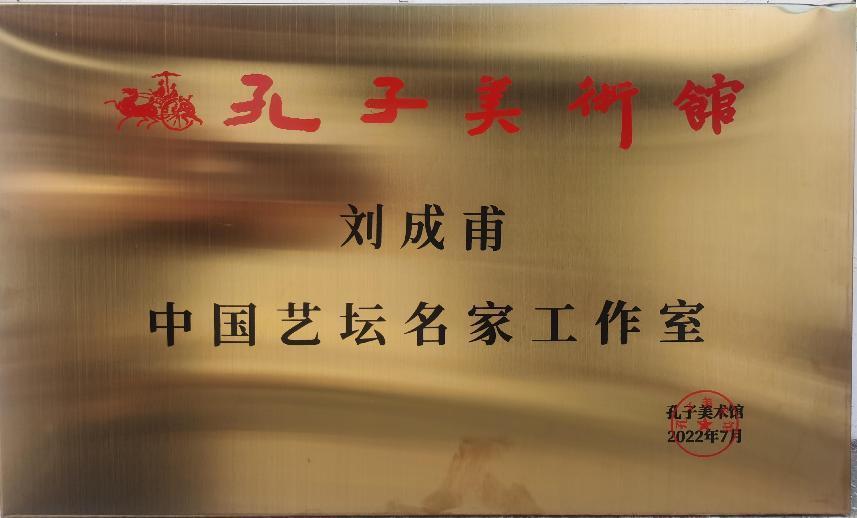 孔子美術館
刘成甫
中国艺坛名家工作室
孔子美术馆
2022年7月